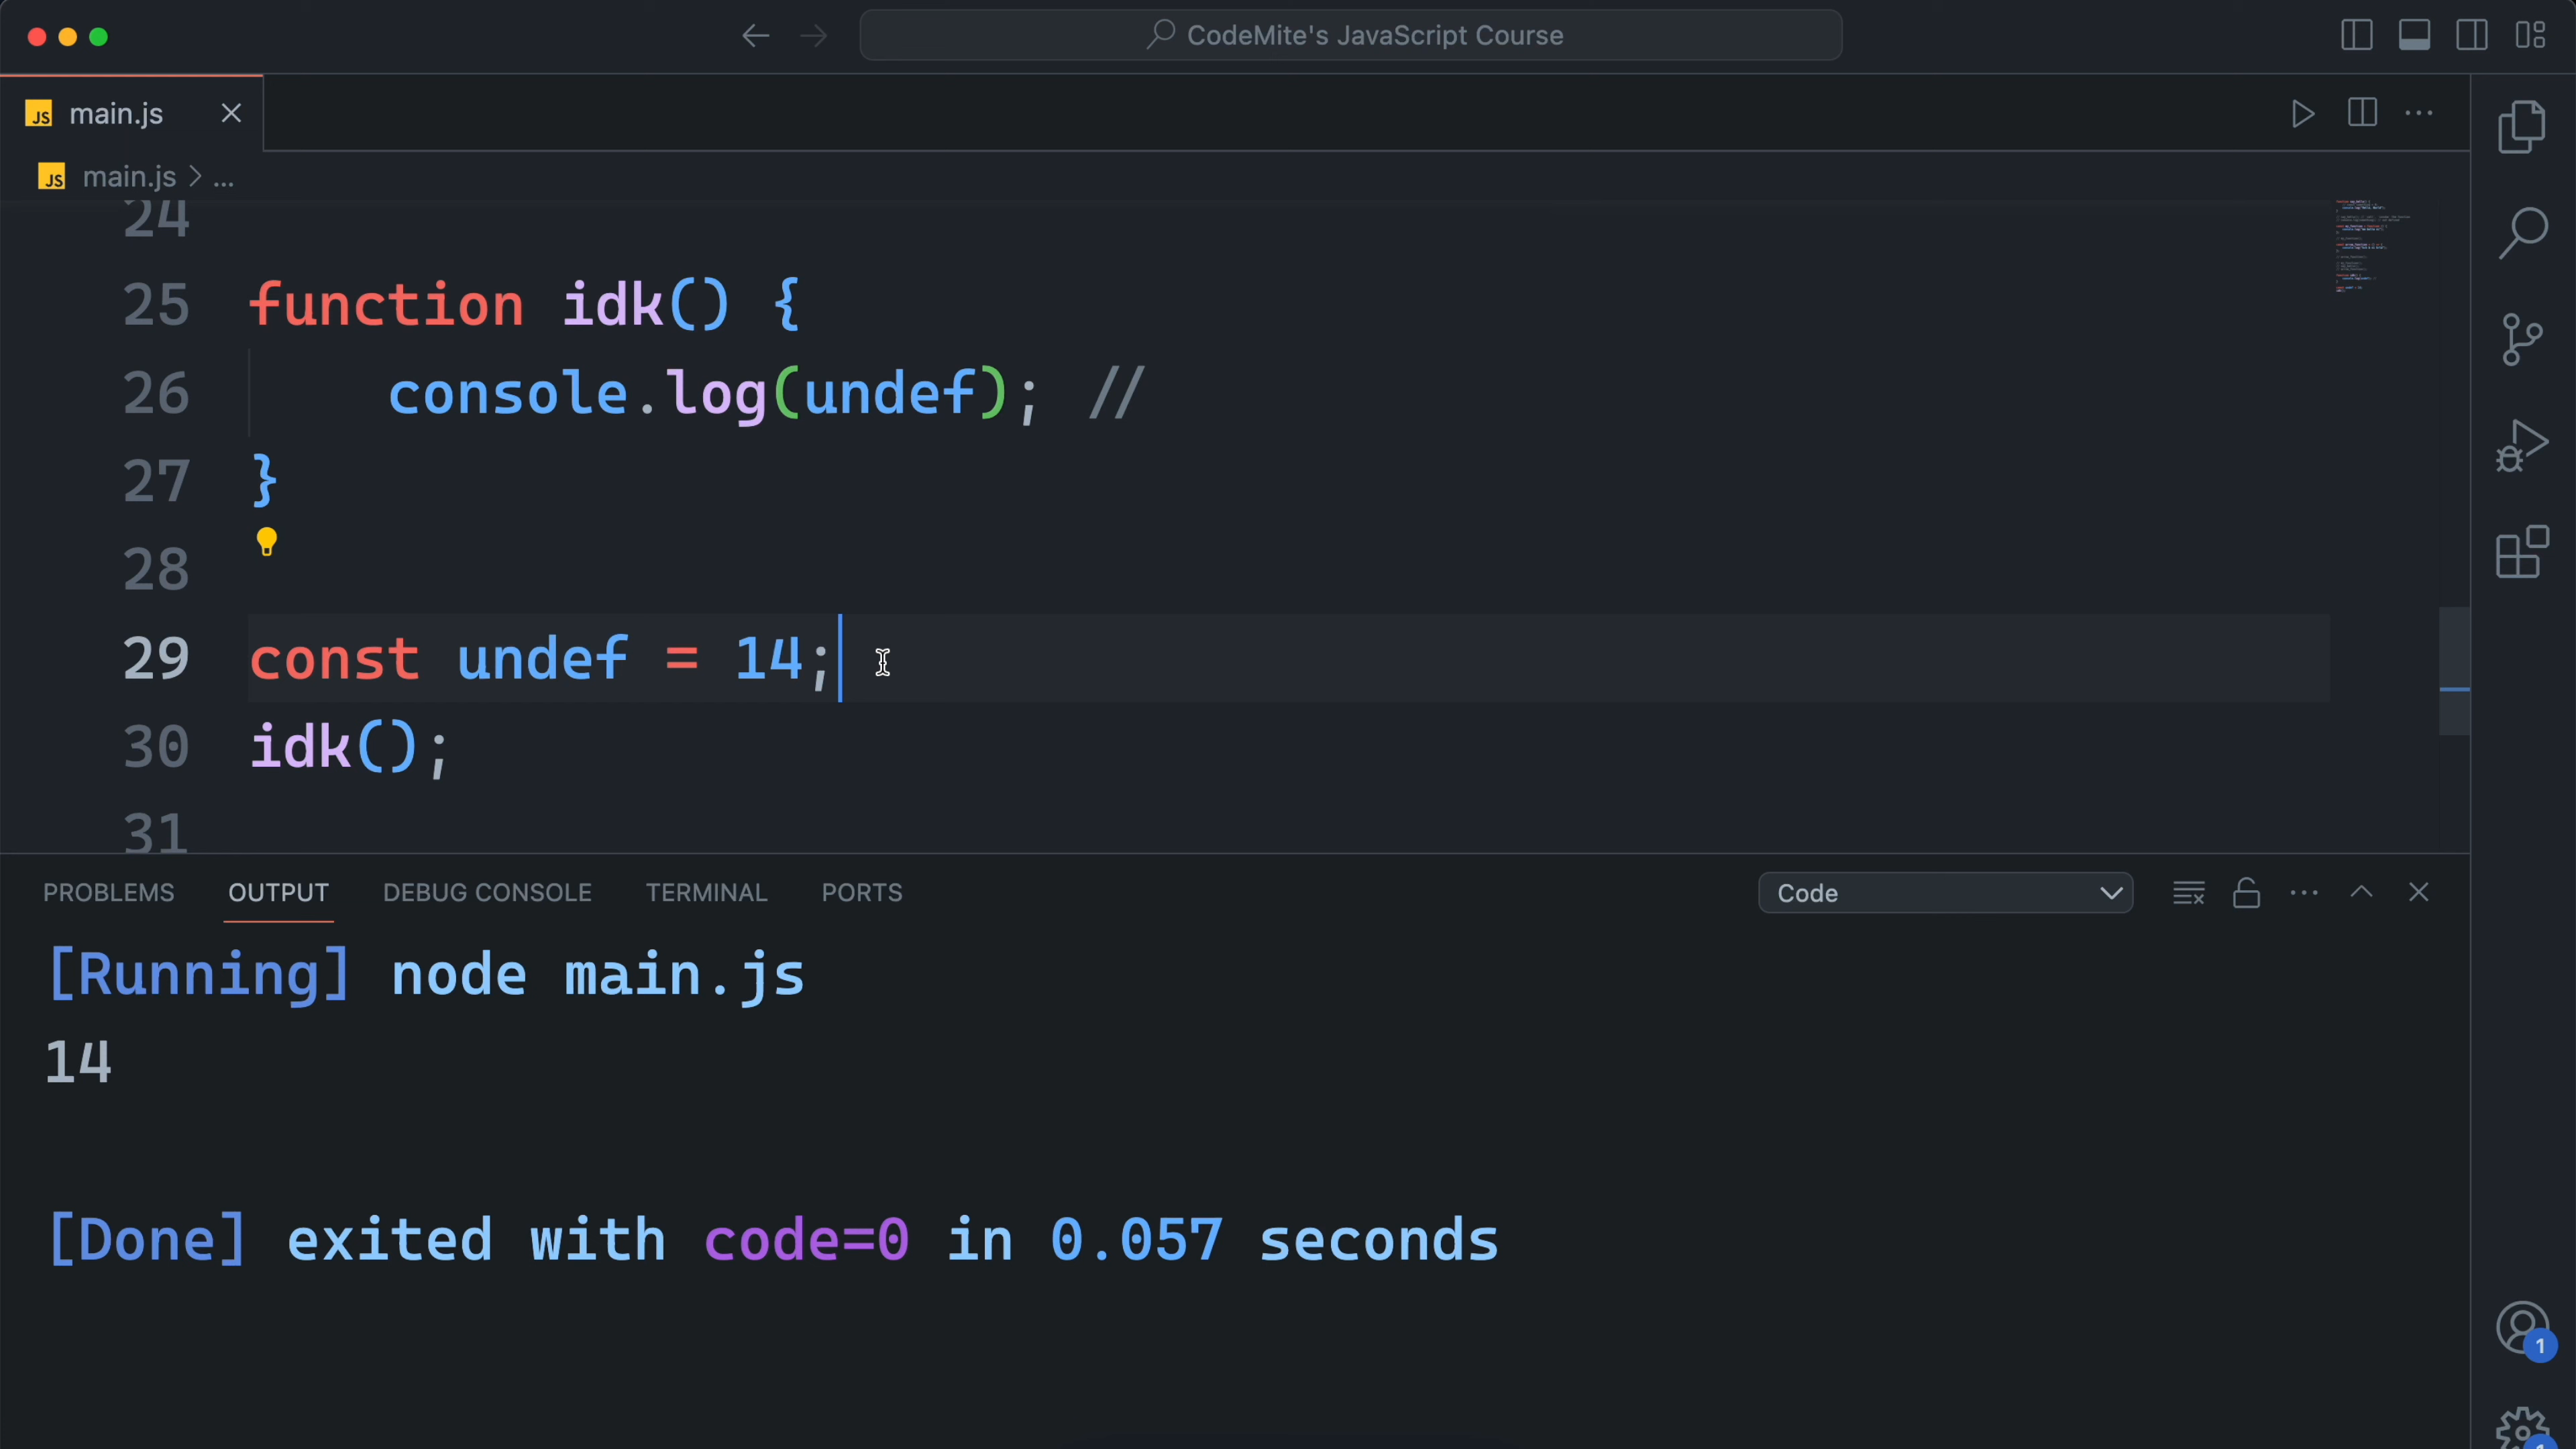 CodeMite's JavaScript Course
JS main.js
JS main.js > ...
24
25 function idk() {
26 console.log(undef); //
27 }
28
29 const undef = 14;
30 idk();
31
PROBLEMS OUTPUT DEBUG CONSOLE TERMINAL PORTS Code
[Running] node main.js
14
[Done] exited with code=0 in 0.057 seconds
1